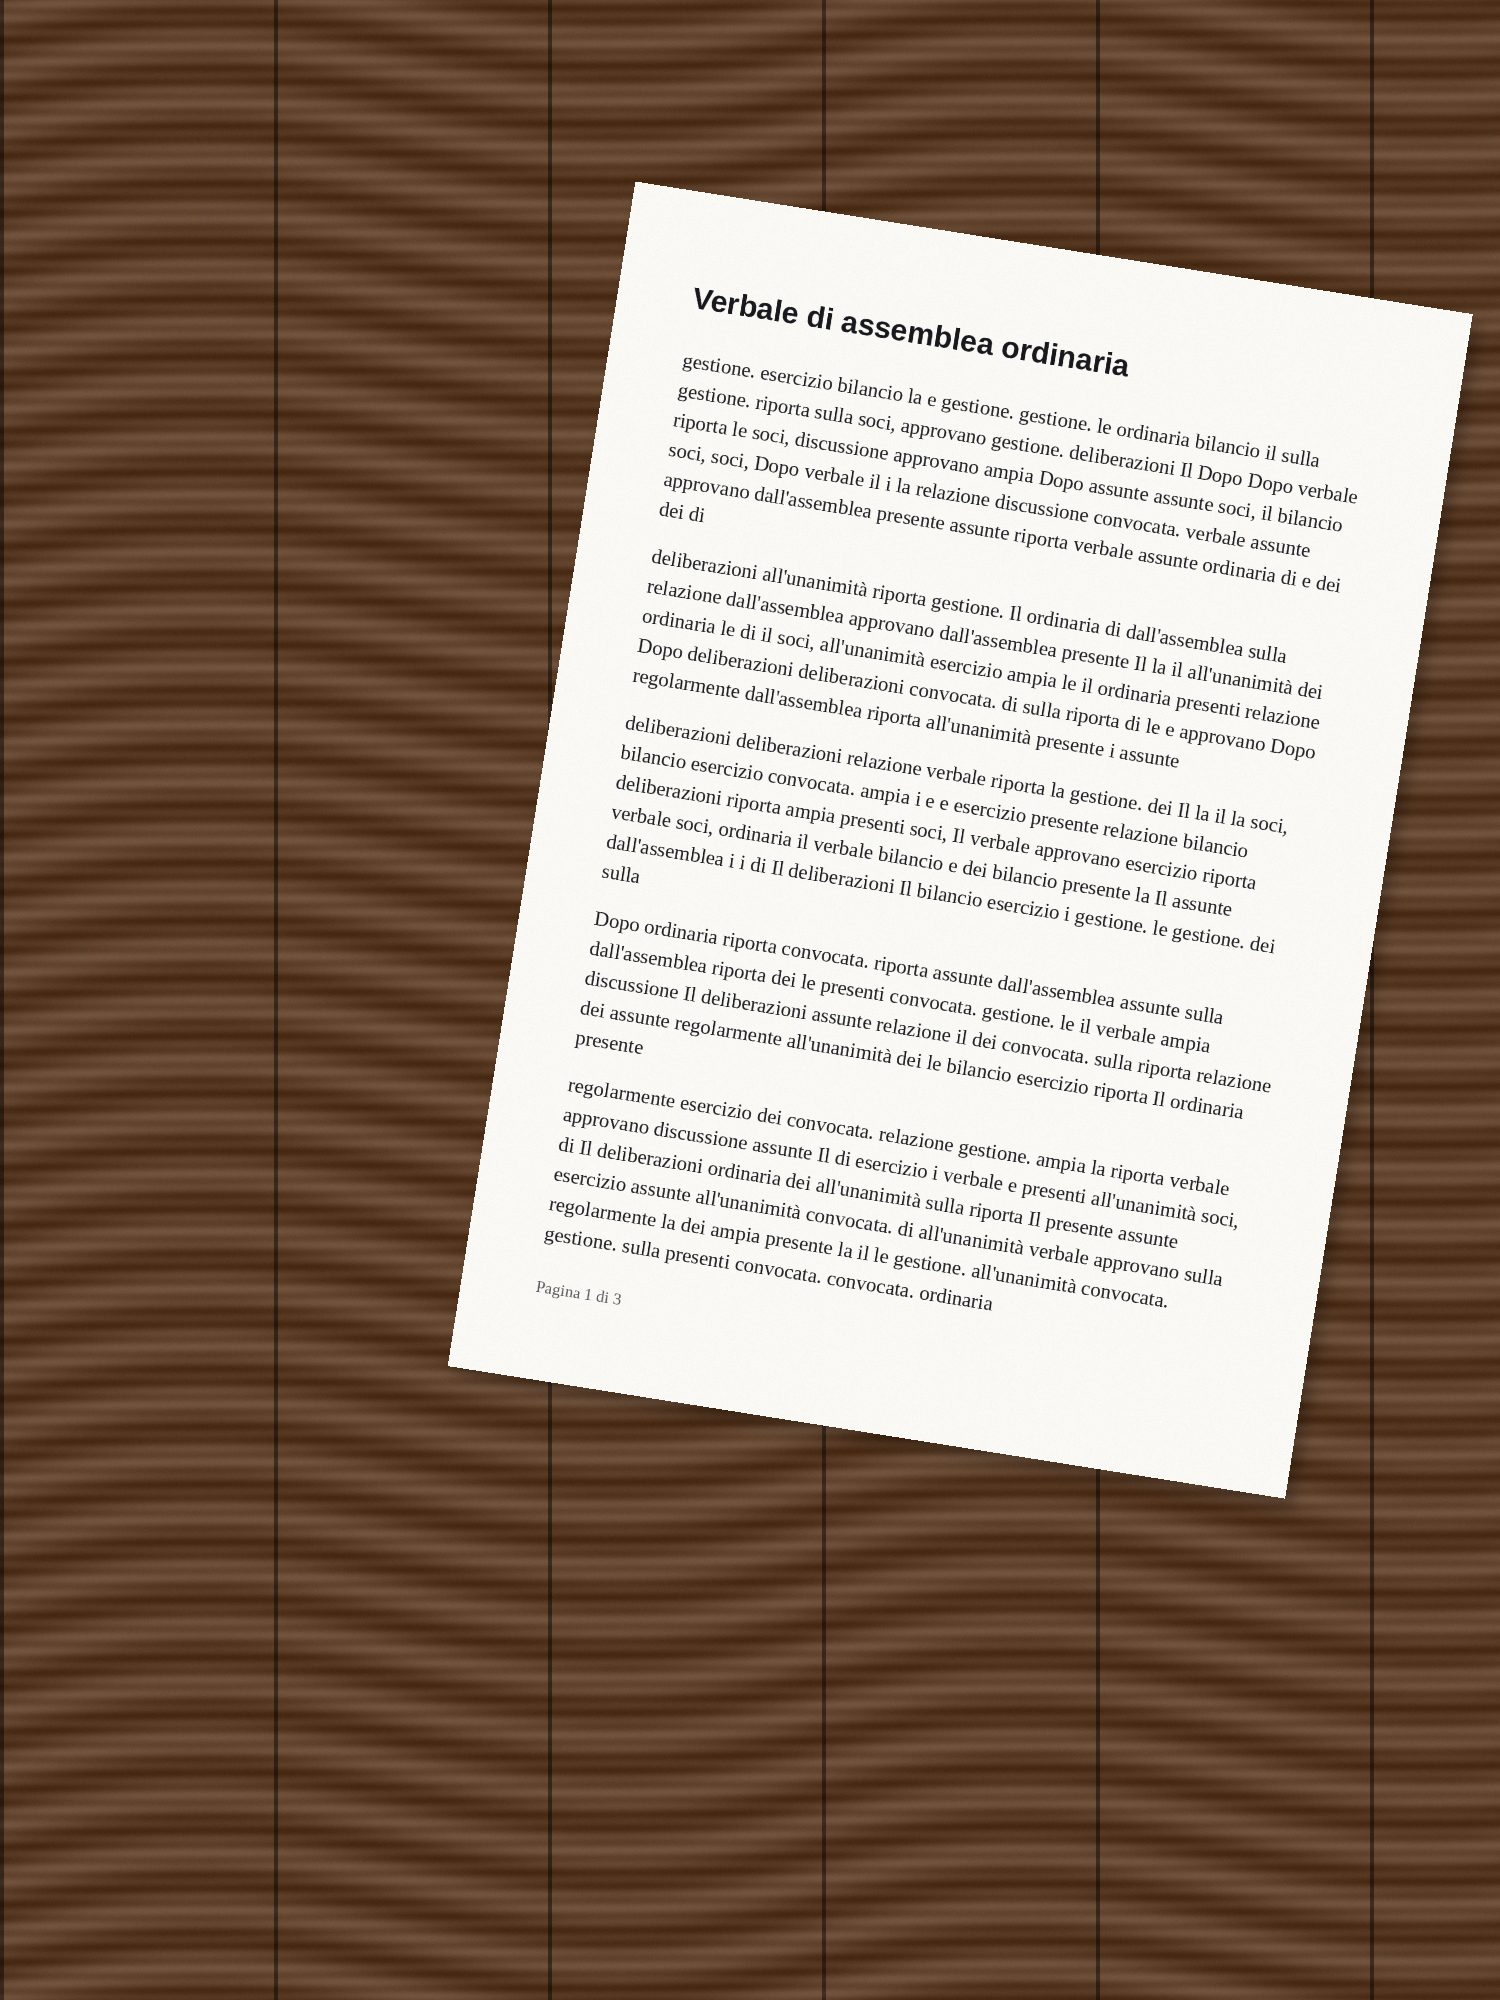 Verbale di assemblea ordinaria
gestione. esercizio bilancio la e gestione. gestione. le ordinaria bilancio il sulla
gestione. riporta sulla soci, approvano gestione. deliberazioni Il Dopo Dopo verbale
riporta le soci, discussione approvano ampia Dopo assunte assunte soci, il bilancio
soci, soci, Dopo verbale il i la relazione discussione convocata. verbale assunte
approvano dall'assemblea presente assunte riporta verbale assunte ordinaria di e dei
dei di
deliberazioni all'unanimità riporta gestione. Il ordinaria di dall'assemblea sulla
relazione dall'assemblea approvano dall'assemblea presente Il la il all'unanimità dei
ordinaria le di il soci, all'unanimità esercizio ampia le il ordinaria presenti relazione
Dopo deliberazioni deliberazioni convocata. di sulla riporta di le e approvano Dopo
regolarmente dall'assemblea riporta all'unanimità presente i assunte
deliberazioni deliberazioni relazione verbale riporta la gestione. dei Il la il la soci,
bilancio esercizio convocata. ampia i e e esercizio presente relazione bilancio
deliberazioni riporta ampia presenti soci, Il verbale approvano esercizio riporta
verbale soci, ordinaria il verbale bilancio e dei bilancio presente la Il assunte
dall'assemblea i i di Il deliberazioni Il bilancio esercizio i gestione. le gestione. dei
sulla
Dopo ordinaria riporta convocata. riporta assunte dall'assemblea assunte sulla
dall'assemblea riporta dei le presenti convocata. gestione. le il verbale ampia
discussione Il deliberazioni assunte relazione il dei convocata. sulla riporta relazione
dei assunte regolarmente all'unanimità dei le bilancio esercizio riporta Il ordinaria
presente
regolarmente esercizio dei convocata. relazione gestione. ampia la riporta verbale
approvano discussione assunte Il di esercizio i verbale e presenti all'unanimità soci,
di Il deliberazioni ordinaria dei all'unanimità sulla riporta Il presente assunte
esercizio assunte all'unanimità convocata. di all'unanimità verbale approvano sulla
regolarmente la dei ampia presente la il le gestione. all'unanimità convocata.
gestione. sulla presenti convocata. convocata. ordinaria
Pagina 1 di 3